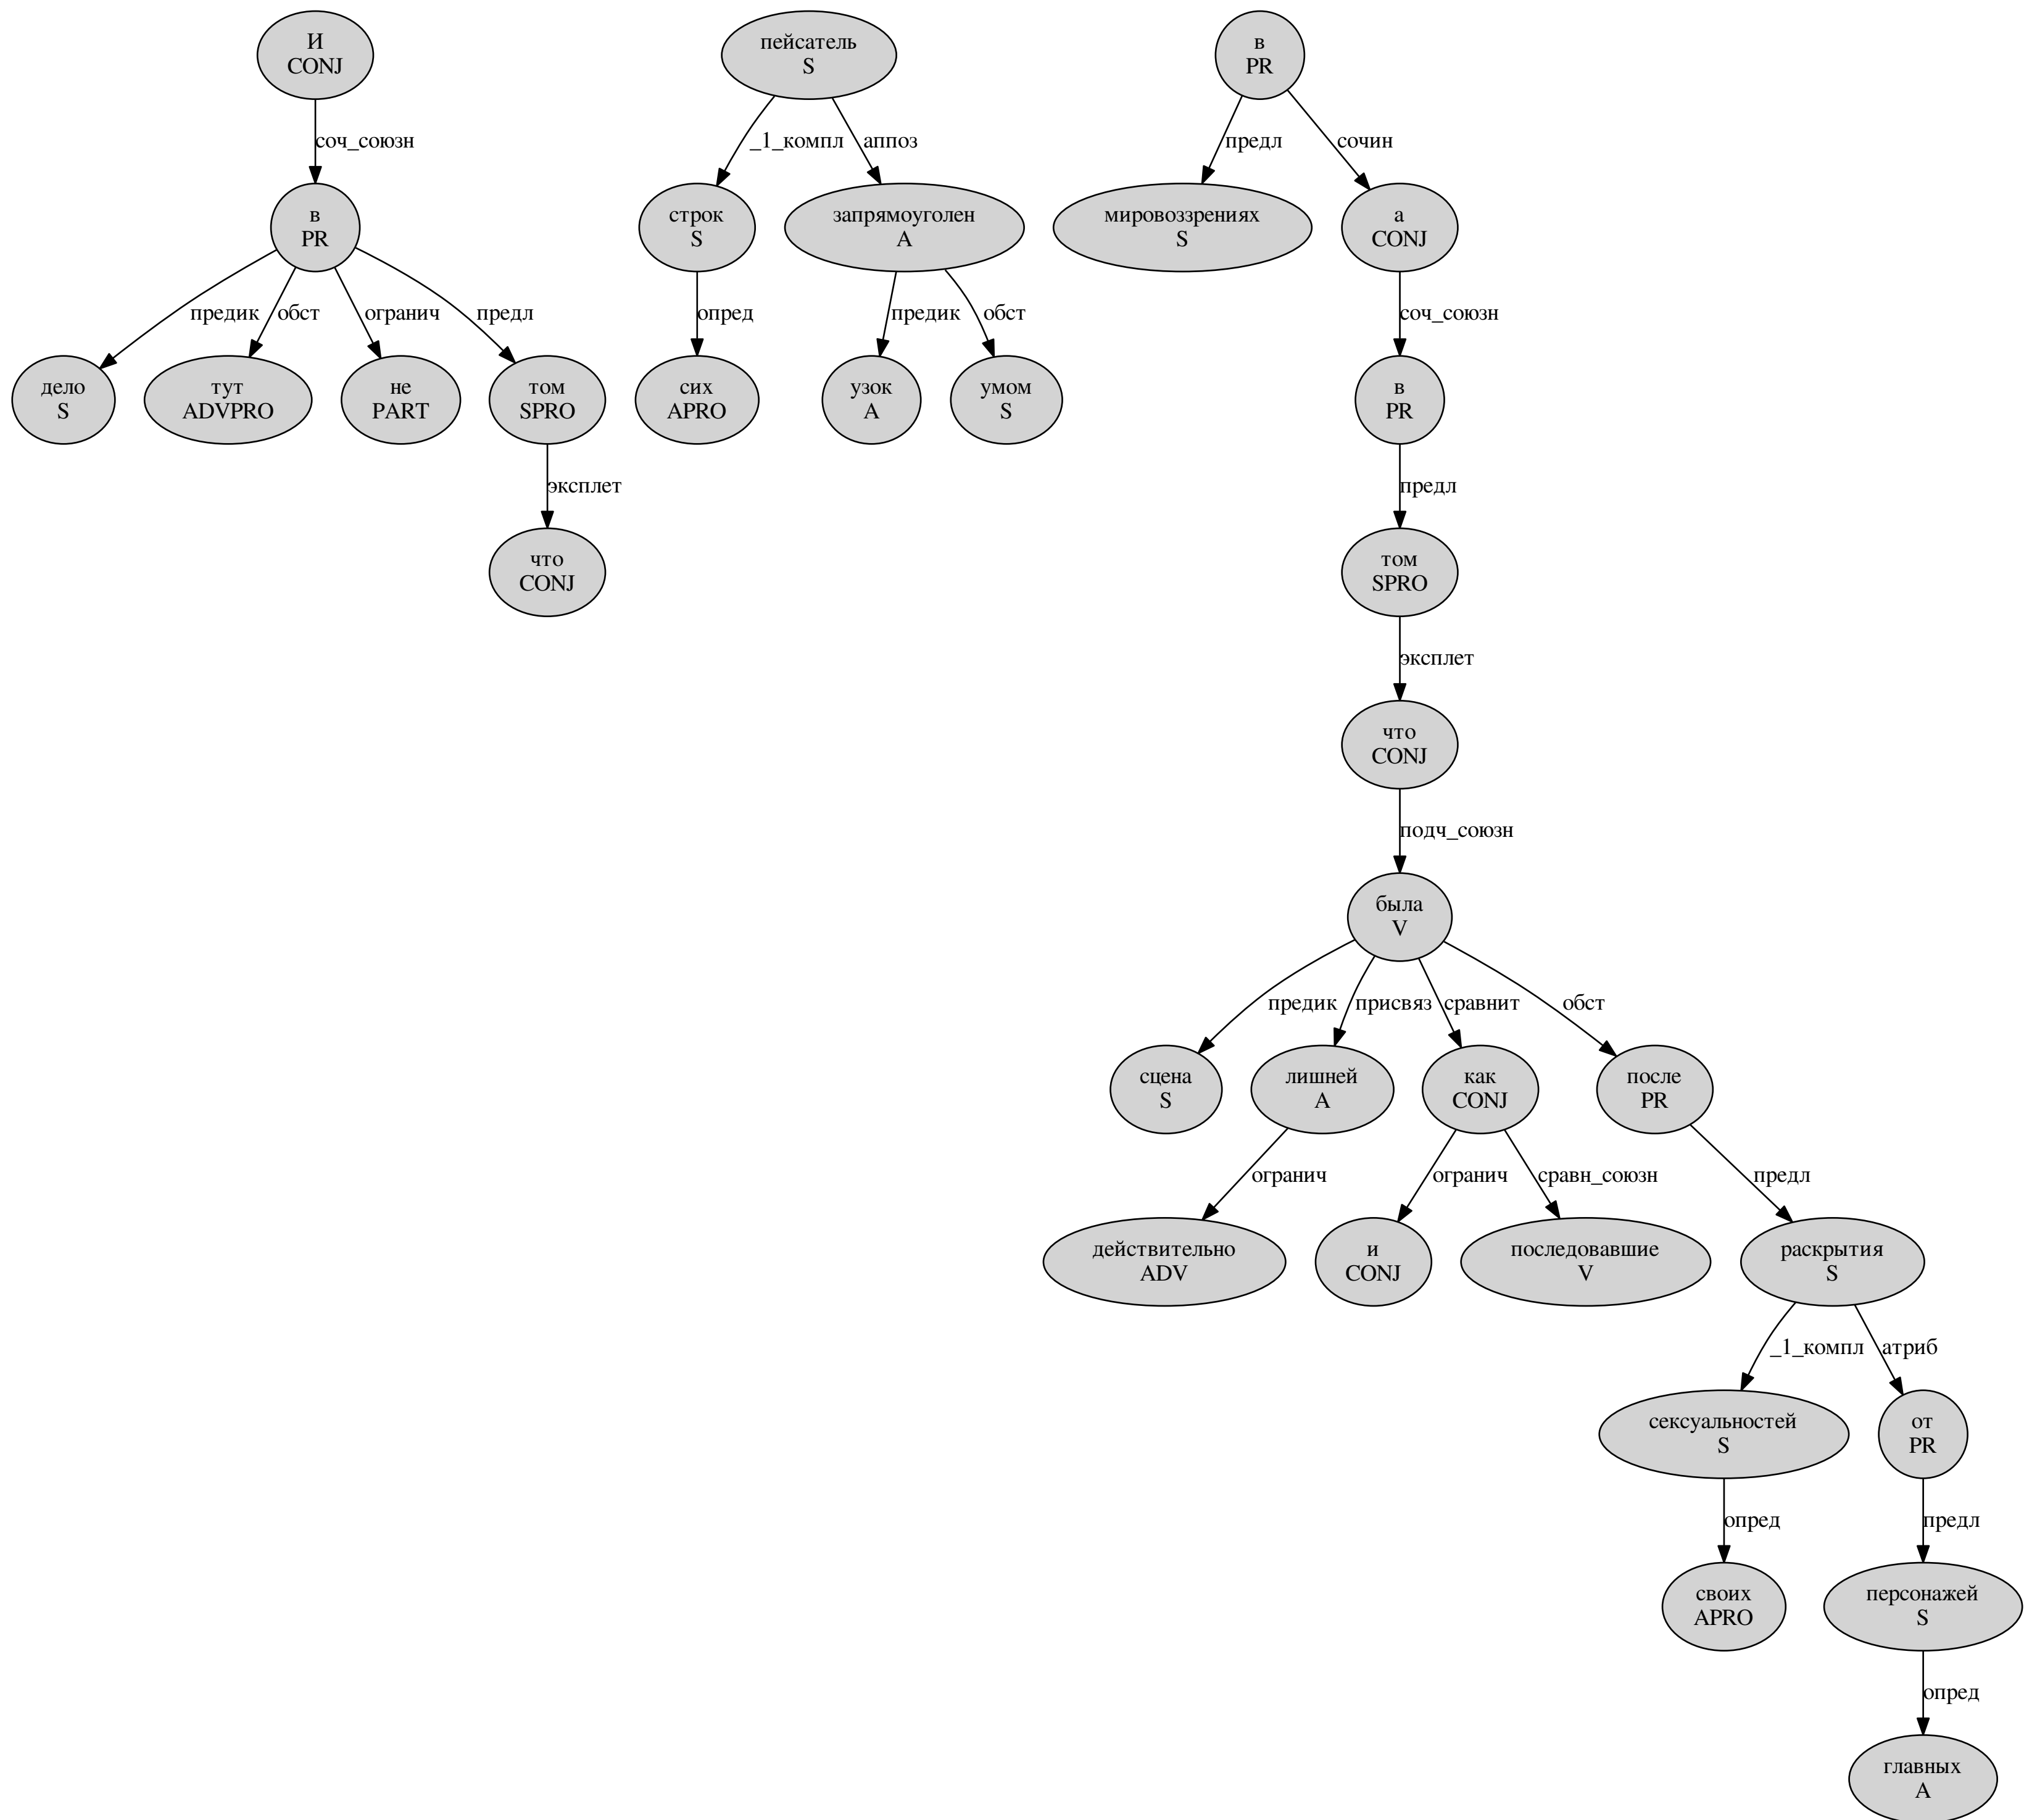 И
CONJ
пейсатель
S
в
PR
соч_союзн
_1_компл
аппоз
предл
сочин
в
PR
строк
S
запрямоуголен
A
мировоззрениях
S
а
CONJ
предик
обст
огранич
предл
опред
предик
обст
соч_союзн
дело
S
тут
ADVPRO
не
PART
том
SPRO
сих
APRO
узок
A
умом
S
в
PR
эксплет
предл
что
CONJ
том
SPRO
эксплет
что
CONJ
подч_союзн
была
V
предик
присвяз
сравнит
обст
сцена
S
лишней
A
как
CONJ
после
PR
огранич
огранич
сравн_союзн
предл
действительно
ADV
и
CONJ
последовавшие
V
раскрытия
S
_1_компл
атриб
сексуальностей
S
от
PR
опред
предл
своих
APRO
персонажей
S
опред
главных
A